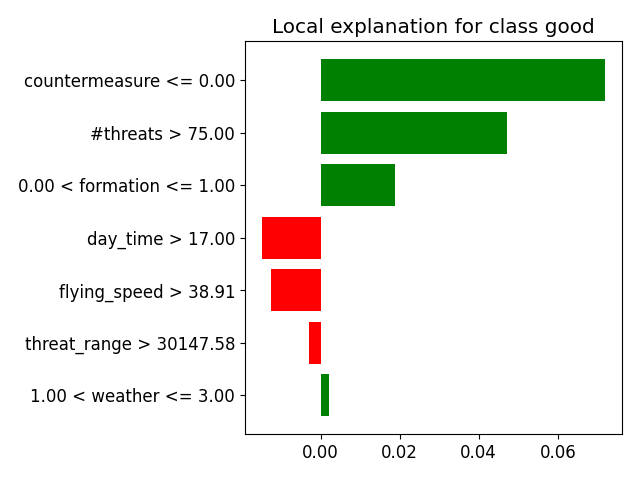 Local explanation for class good
countermeasure <= 0.00
#threats > 75.00
0.00 < formation <= 1.00
day_time > 17.00
flying_speed > 38.91
threat_range > 30147.58
1.00 < weather <= 3.00
0.00 0.02 0.04 0.06